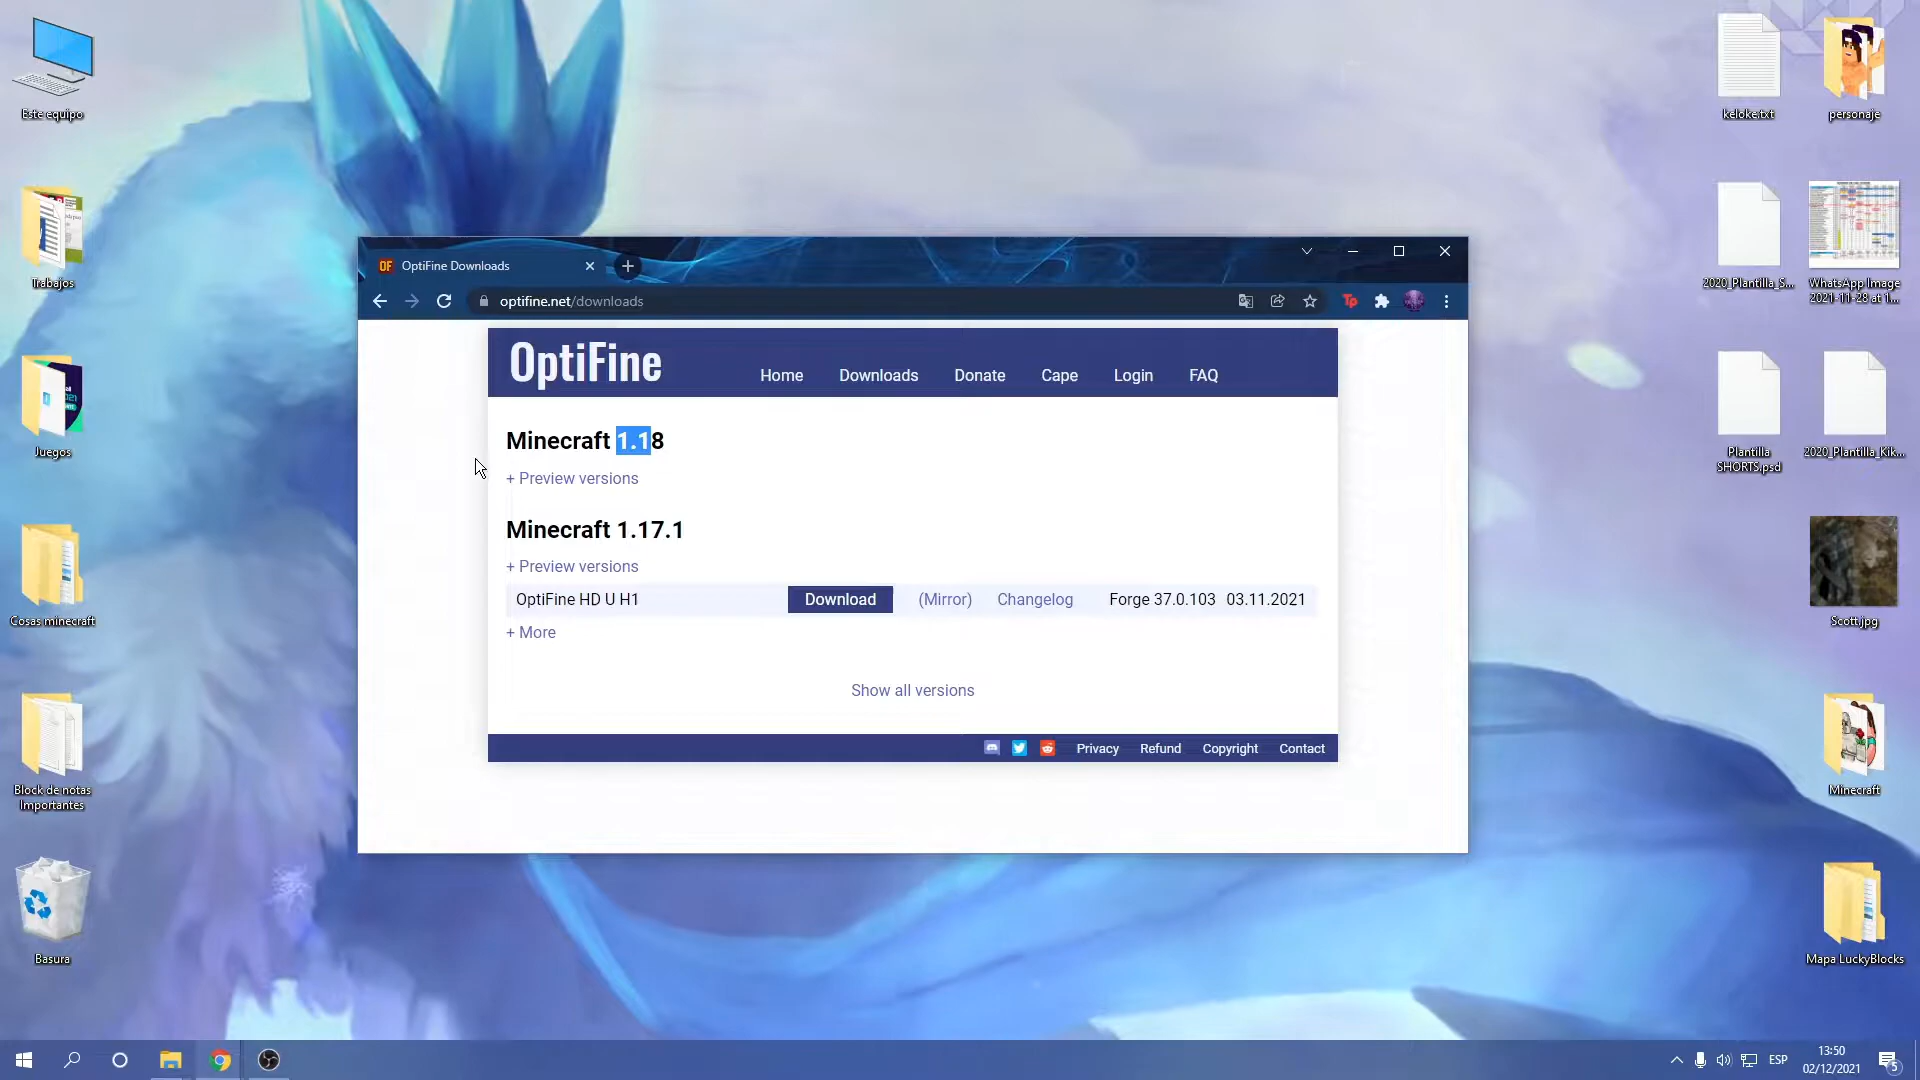 Este equipo
Trabajos
Juegos
Cosas minecraft
Block de notas
Importantes
Basura
OptiFine Downloads
optifine.net/downloads
OptiFine
Home
Downloads
Donate
Cape
Login
FAQ
Minecraft 1.18
+ Preview versions
Minecraft 1.17.1
+ Preview versions
OptiFine HD U H1
Download
(Mirror)
Changelog
Forge 37.0.103
03.11.2021
+ More
Show all versions
Privacy
Refund
Copyright
Contact
keloke.txt
personaje
2020_Plantilla_S...
WhatsApp Image
2021-11-28 at 1...
Plantilla
SHORTS.psd
2020_Plantilla_Kik...
Scott.jpg
Minecraft
Mapa LuckyBlocks
ESP
13:50
02/12/2021
5